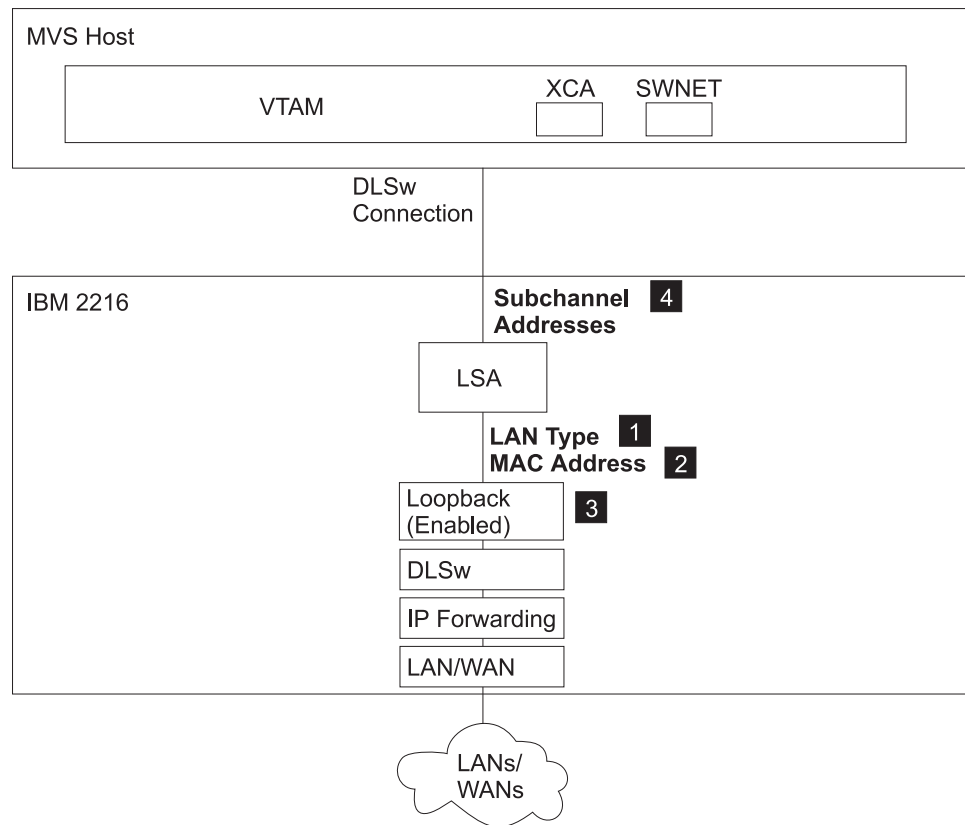 MVS Host
XCA SWNET
VTAM
DLSw
Connection
IBM 2216
Subchannel 4
Addresses
LSA
LAN Type 1
MAC Address 2
Loopback
(Enabled) 3
DLSw
IP Forwarding
LAN/WAN
LANs/
WANs